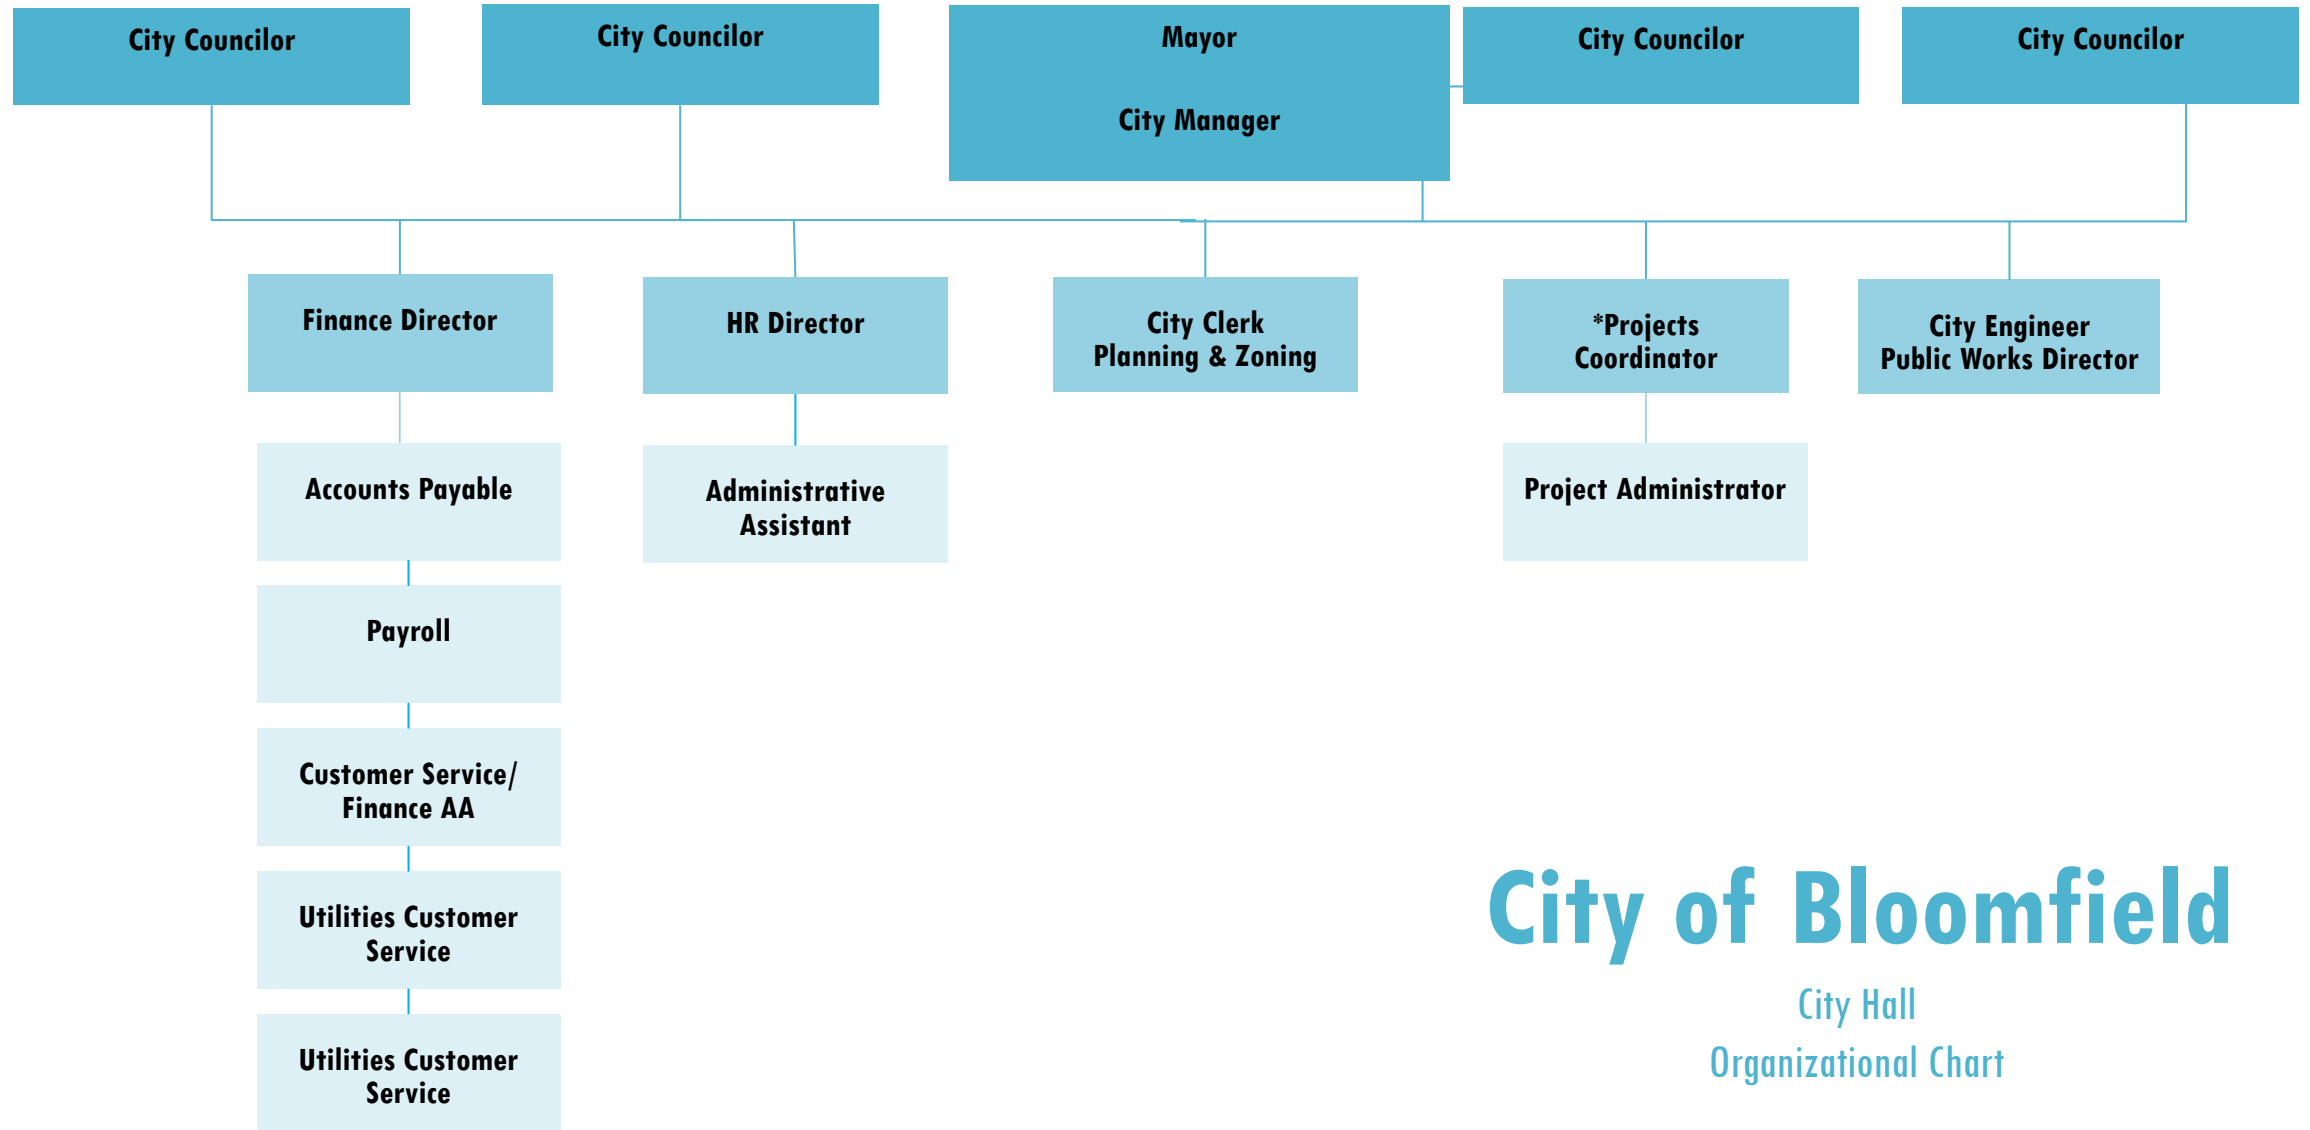 City Councilor
City Councilor
Mayor
City Manager
City Councilor
City Councilor
Finance Director
HR Director
City Clerk
Planning & Zoning
*Projects
Coordinator
City Engineer
Public Works Director
Accounts Payable
Administrative
Assistant
Project Administrator
Payroll
Customer Service/
Finance AA
Utilities Customer
Service
Utilities Customer
Service
City of Bloomfield
City Hall
Organizational Chart